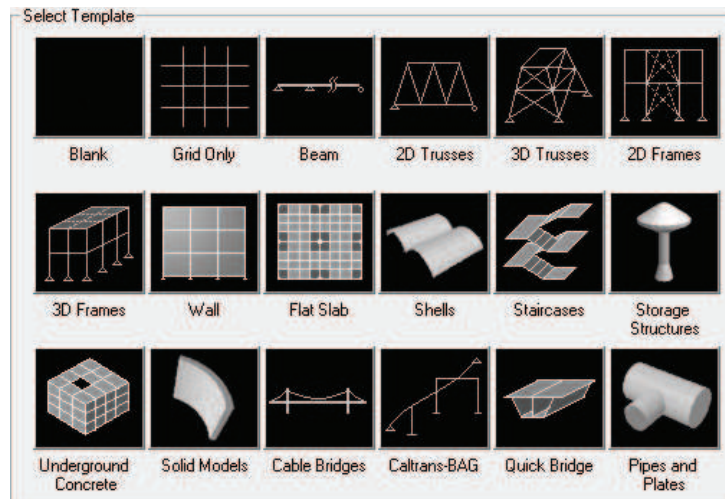 Select Template
Blank
Grid Only
Beam
2D Trusses
3D Trusses
2D Frames
3D Frames
Wall
Flat Slab
Shells
Staircases
Storage
Structures
Underground
Concrete
Solid Models
Cable Bridges
Caltrans-BAG
Quick Bridge
Pipes and
Plates